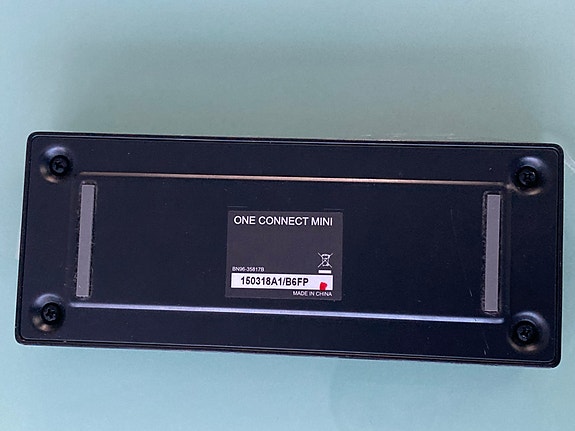 ONE CONNECT MINI
BN96-35817B
150318A1/B6FP
MADE IN CHINA